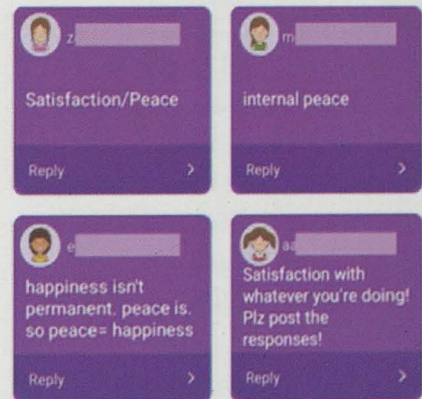 z
Satisfaction/Peace
Reply
m
internal peace
Reply
e
happiness isn't
permanent. peace is.
so peace= happiness
Reply
aa
Satisfaction with
whatever you're doing!
Plz post the
responses!
Reply